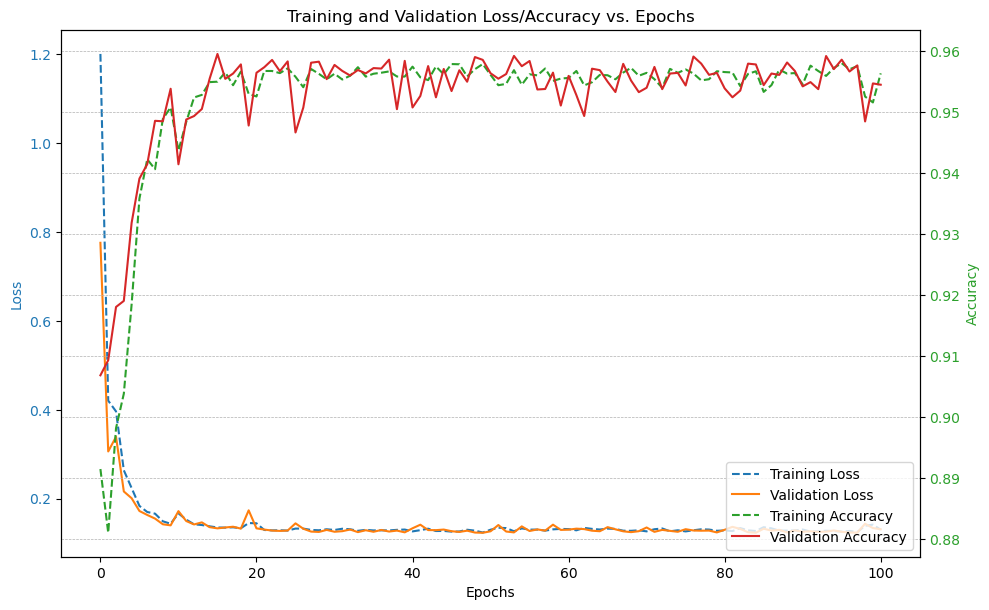 Training and Validation Loss/Accuracy vs. Epochs
Loss
1.2
1.0
0.8
0.6
0.4
0.2
0.96
0.95
0.94
0.93
0.92
0.91
0.90
0.89
0.88
Accuracy
Training Loss
Validation Loss
Training Accuracy
Validation Accuracy
0 20 40 60 80 100
Epochs